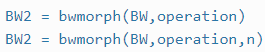 BW2 = bwmorph(BW,operation)
BW2 = bwmorph(BW,operation,n)